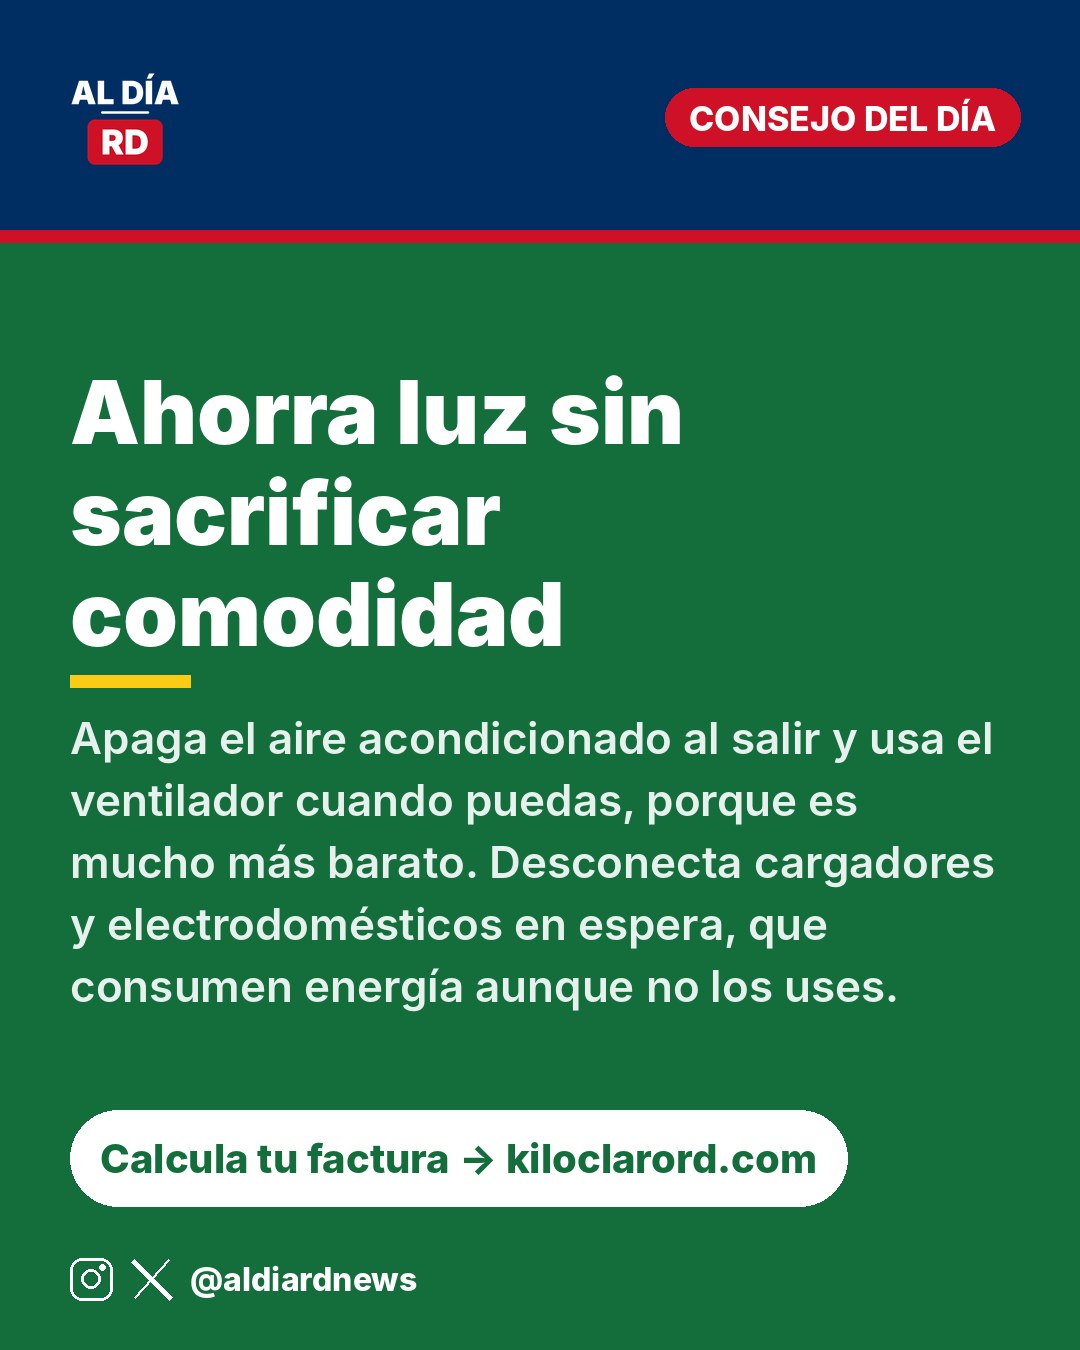 AL DÍA
RD
CONSEJO DEL DÍA
Ahorra luz sin
sacrificar
comodidad
Apaga el aire acondicionado al salir y usa el
ventilador cuando puedas, porque es
mucho más barato. Desconecta cargadores
y electrodomésticos en espera, que
consumen energía aunque no los uses.
Calcula tu factura → kiloclarord.com
@aldiardnews